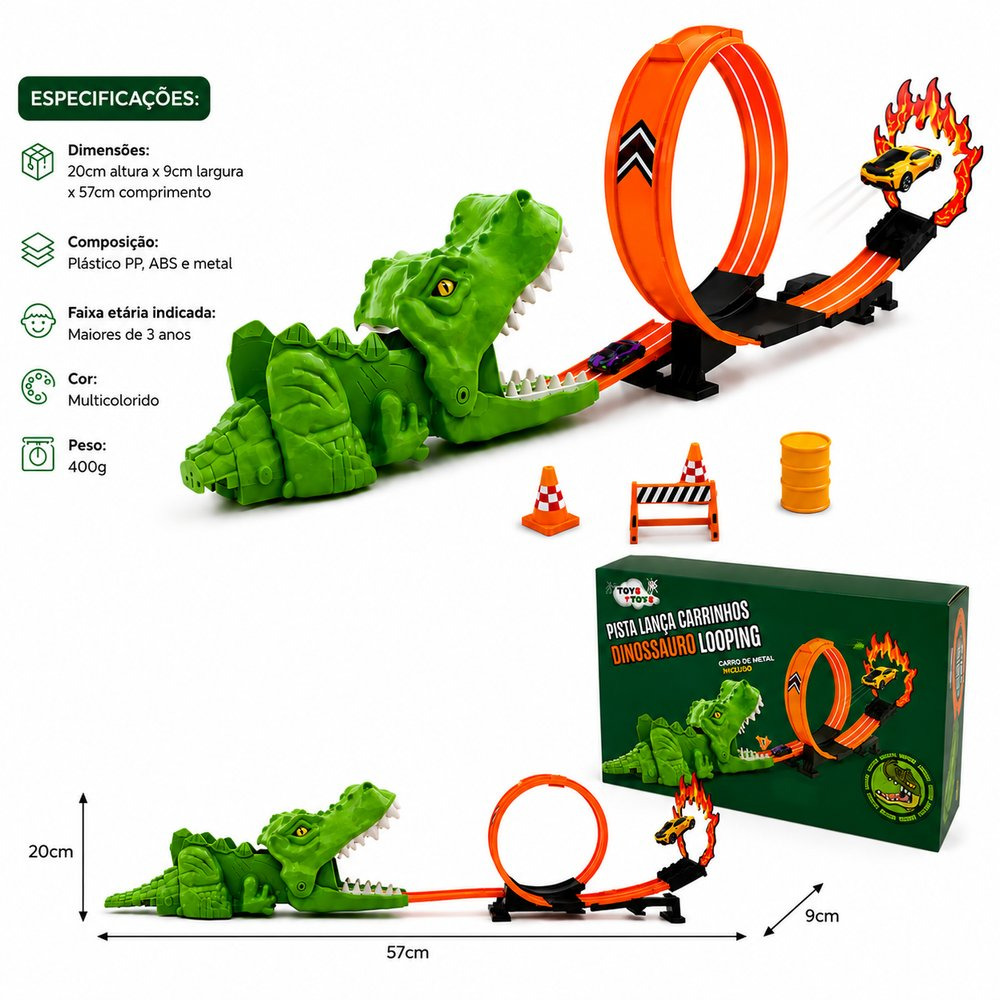 ESPECIFICAÇÕES:
Dimensões:
20cm altura x 9cm largura
x 57cm comprimento
Composição:
Plástico PP, ABS e metal
Faixa etária indicada:
Maiores de 3 anos
Cor:
Multicolorido
Peso:
400g
TOYS
TOYS
PISTA LANÇA CARRINHOS
DINOSSAURO LOOPING
CARRO DE METAL
20cm
57cm
9cm